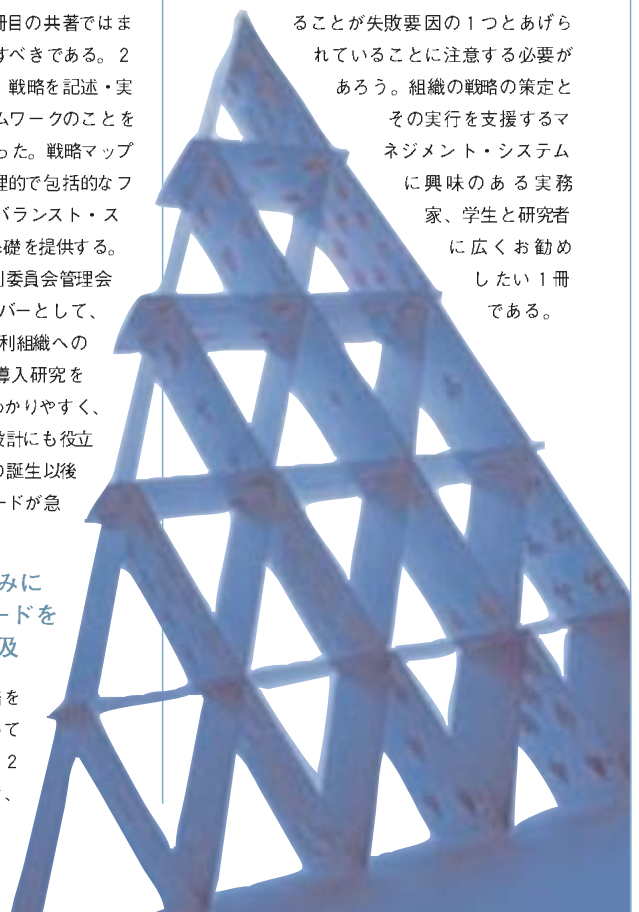 冊目の共著ではま
すべきである。2
戦略を記述・実
ムワークのことを
った。戦略マップ
理的で包括的なフ
バランスト・ス
礎を提供する。
委員会管理会
バーとして、
利組織への
導入研究を
わかりやすく、
設計にも役立
の誕生以後
ードが急
みに
ードを
及
を
て
2
、
ることが失敗要因の1つとあげら
れていることに注意する必要が
あろう。組織の戦略の策定と
その実行を支援するマ
ネジメント・システム
に興味のある実務
家、学生と研究者
に広くお勧め
したい1冊
である。